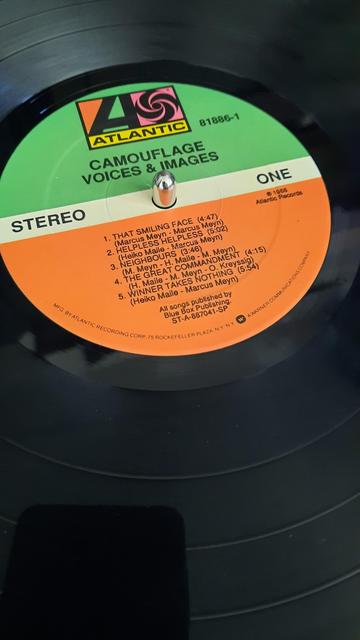 ATLANTIC
81886-1
CAMOUFLAGE
VOICES & IMAGES
STEREO
ONE
℗ 1988
Atlantic Records
1. THAT SMILING FACE (4:47)
(Marcus Meyn - Marcus Meyn)
2. HELPLESS HELPLESS (5:02)
(Heiko Maile - Marcus Meyn)
3. NEIGHBOURS (3:46)
(M. Meyn - H. Maile - M. Meyn)
4. THE GREAT COMMANDMENT (4:15)
(H. Maile - M. Meyn - O. Kreyssig)
5. WINNER TAKES NOTHING (5:54)
(Heiko Maile - Marcus Meyn)
All songs published by
Blue Box Publishing.
ST-A-887041-SP
MFG. BY ATLANTIC RECORDING CORP., 75 ROCKEFELLER PLAZA, N.Y. N.Y. A WARNER COMMUNICATIONS COMPANY